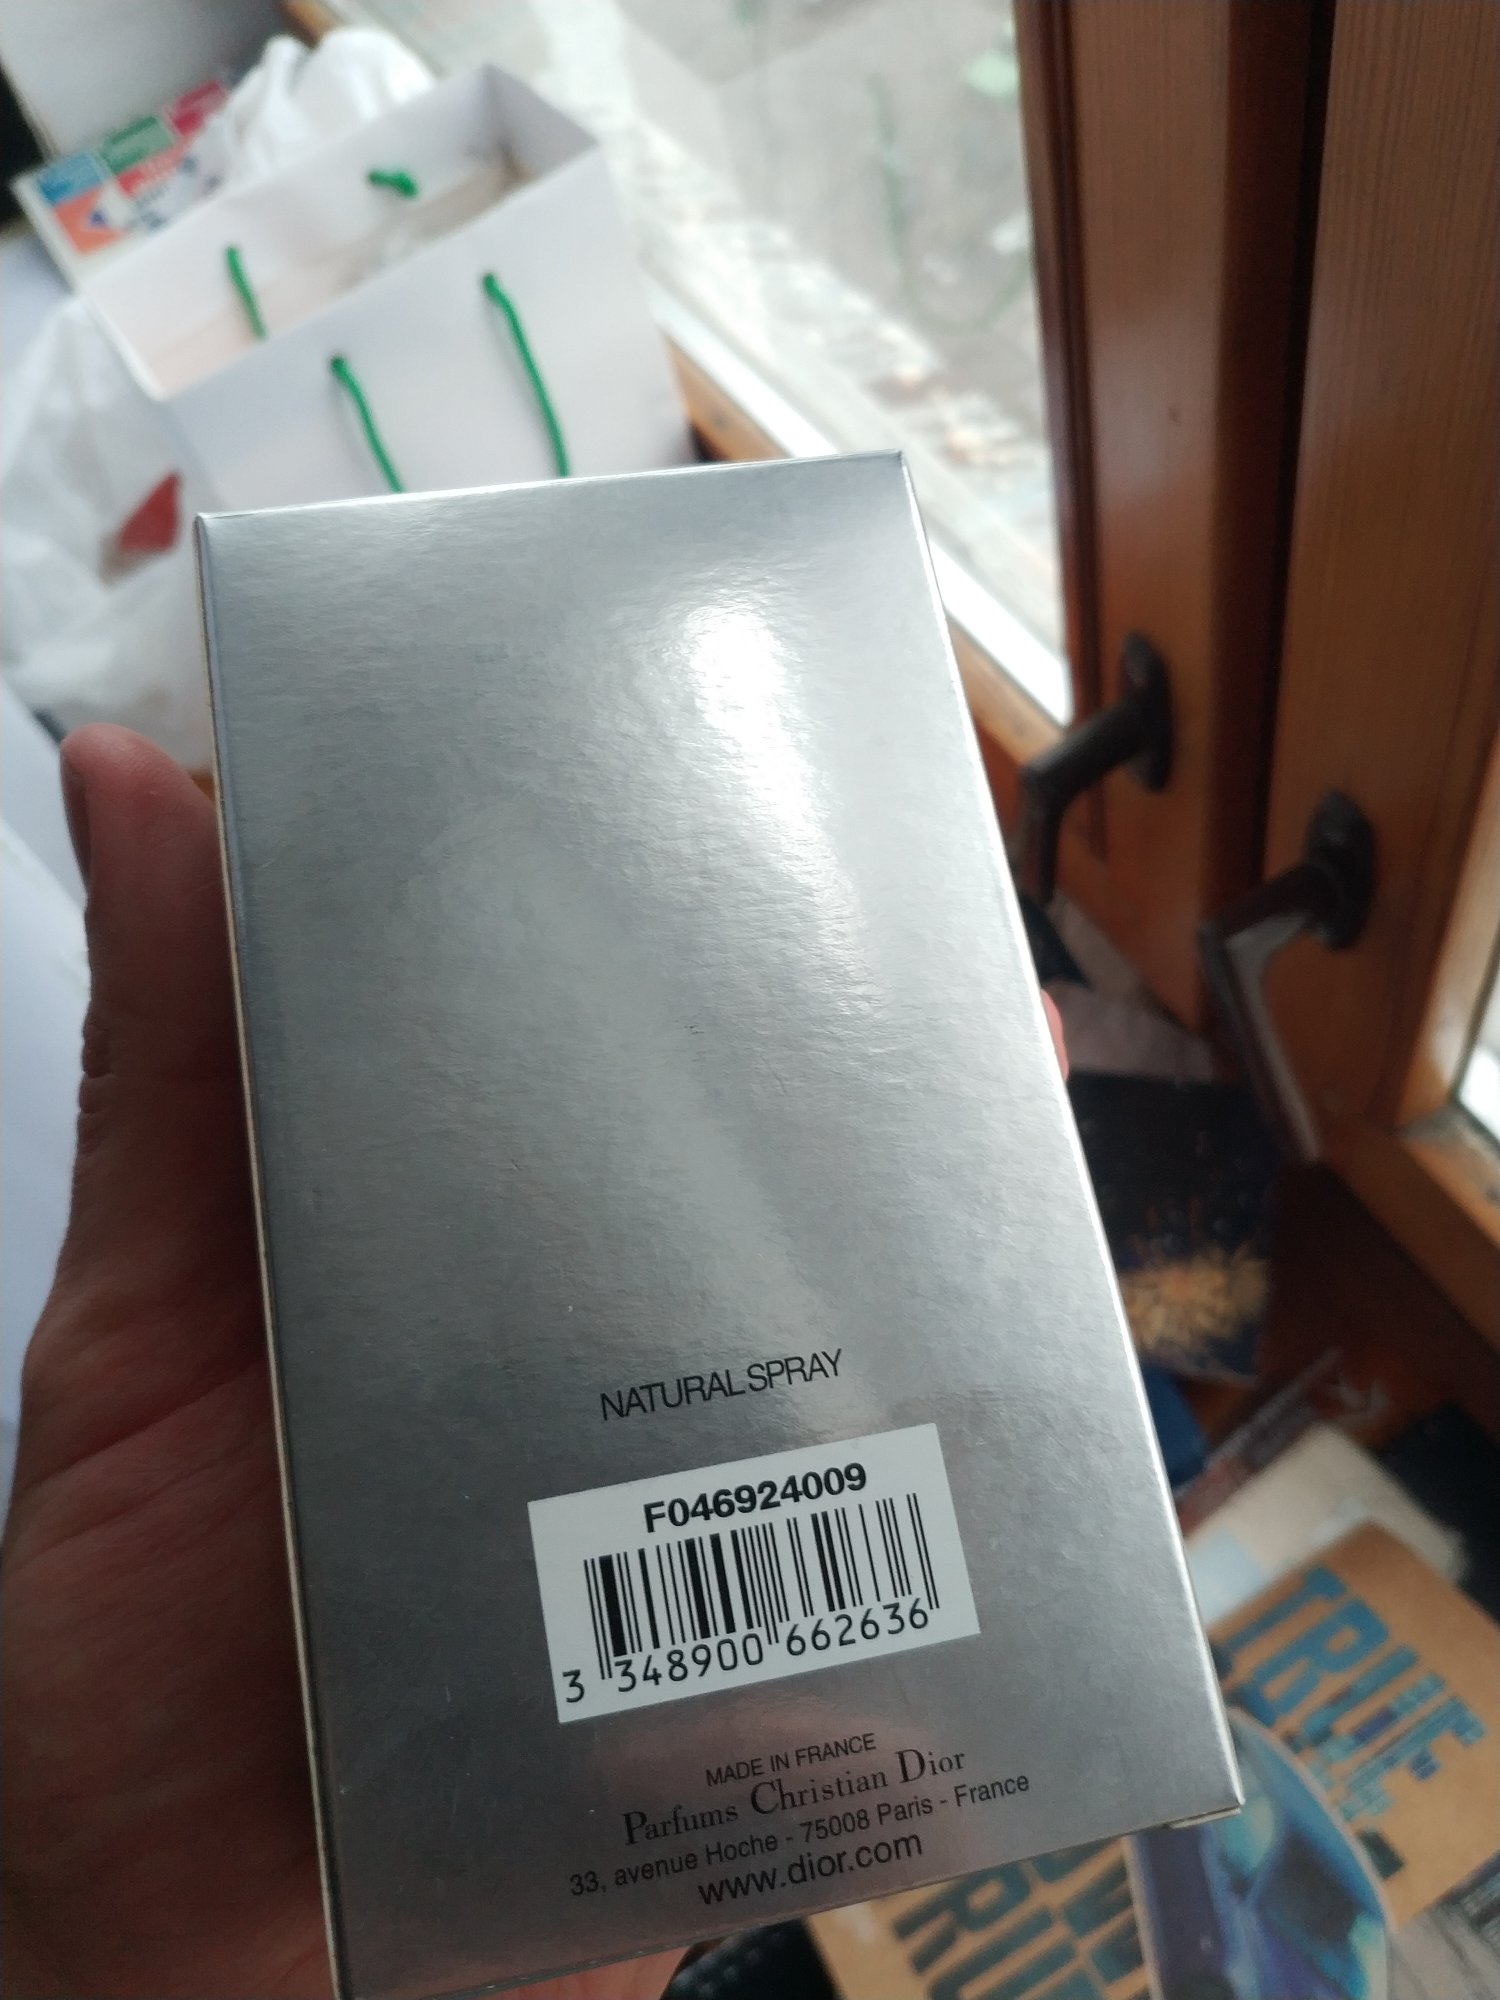 NATURAL SPRAY
F046924009
3 348900 662636
MADE IN FRANCE
Parfums Christian Dior
33, avenue Hoche - 75008 Paris - France
www.dior.com
TRUE